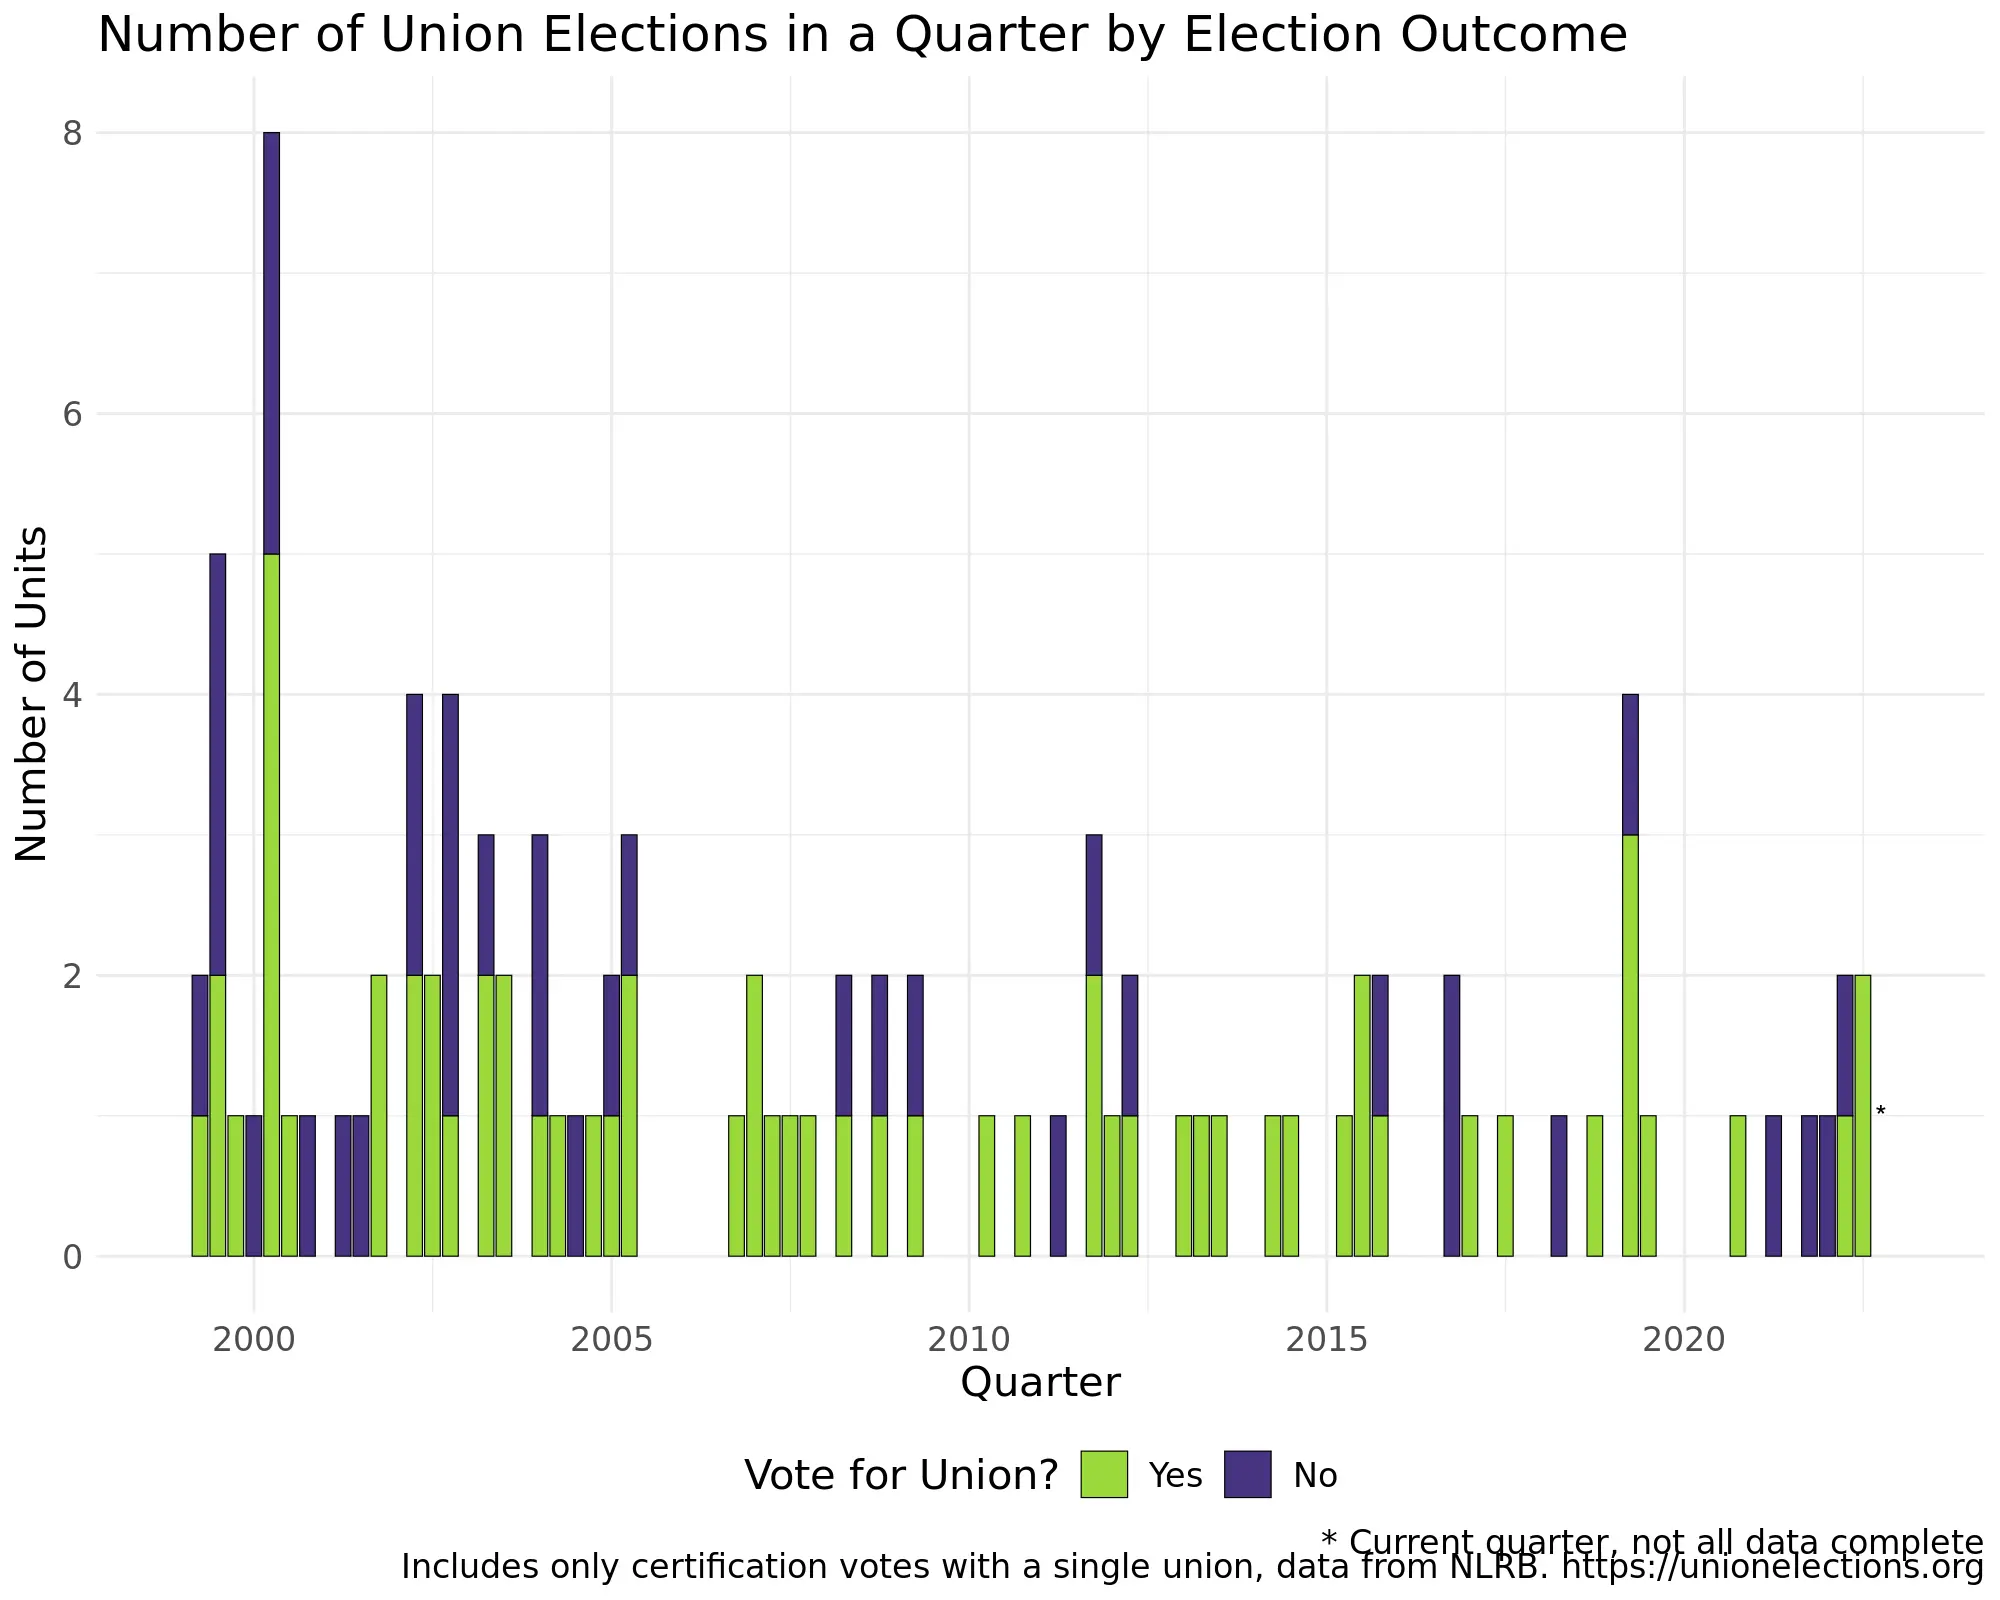 Number of Union Elections in a Quarter by Election Outcome
Number of Units
8
6
4
2
0
*
2000 2005 2010 2015 2020
Quarter
Vote for Union? Yes No
* Current quarter, not all data complete
Includes only certification votes with a single union, data from NLRB. https://unionelections.org